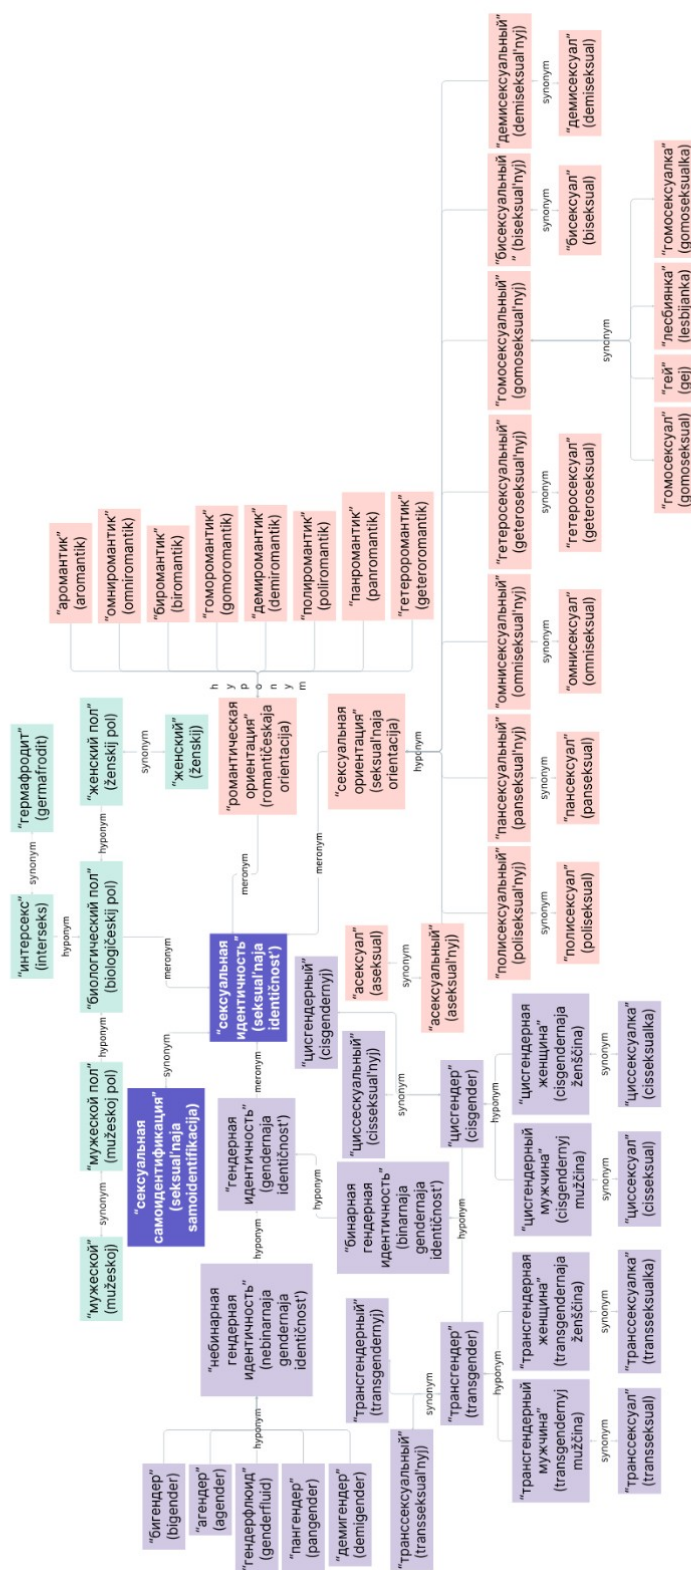 “гермафродит”
(germafrodit)
synonym
“интерсекс”
(interseks)
hyponym
“мужеской”
(mužeskoj)
synonym
“мужеской пол”
(mužeskoj pol)
hyponym
“биологический пол”
(biologičeskij pol)
hyponym
“женский пол”
(ženskij pol)
synonym
“женский”
(ženskij)
meronym
“сексуальная
самоидентификация”
(seksual'naja
samoidentifikacija)
synonym
“сексуальная
идентичность”
(seksual'naja
identičnost')
meronym
“романтическая
ориентация”
(romantičeskaja
orientacija)
hyponym
“аромантик”
(aromantik)
“омниромантик”
(omniromantik)
“биромантик”
(biromantik)
“гоморомантик”
(gomoromantik)
“демиромантик”
(demiromantik)
“полиромантик”
(poliromantik)
“панромантик”
(panromantik)
“гетероромантик”
(geteroromantik)
meronym
“сексуальная
ориентация”
(seksual'naja
orientacija)
hyponym
meronym
“гендерная
идентичность”
(gendernaja
identičnost')
hyponym
“небинарная
гендерная
идентичность”
(nebinarnaja
gendernaja
identičnost')
hyponym
“бигендер”
(bigender)
“агендер”
(agender)
“гендерфлюид”
(genderfluid)
“пангендер”
(pangender)
“демигендер”
(demigender)
hyponym
“бинарная
гендерная
идентичность”
(binarnaja
gendernaja
identičnost')
hyponym
“транссексуальный”
(transseksual'nyj)
“трансгендерный”
(transgendernyj)
synonym
“трансгендер”
(transgender)
hyponym
“трансгендерный
мужчина”
(transgendernyj
mužčina)
synonym
“транссексуал”
(transseksual)
“трансгендерная
женщина”
(transgendernaja
ženščina)
synonym
“транссексуалка”
(transseksualka)
“циссескуальный”
(cisseksual'nyj)
“цисгендерный”
(cisgendernyj)
synonym
“цисгендер”
(cisgender)
hyponym
“цисгендерный
мужчина”
(cisgendernyj
mužčina)
synonym
“циссексуал”
(cisseksual)
“цисгендерная
женщина”
(cisgendernaja
ženščina)
synonym
“циссексуалка”
(cisseksualka)
“асексуал”
(aseksual)
synonym
“асексуальный”
(aseksual'nyj)
“полисексуальный”
(poliseksual'nyj)
synonym
“полисексуал”
(poliseksual)
“пансексуальный”
(panseksual'nyj)
synonym
“пансексуал”
(panseksual)
“омнисексуальный”
(omniseksual'nyj)
synonym
“омнисексуал”
(omniseksual)
“гетеросексуальный”
(geteroseksual'nyj)
synonym
“гетеросексуал”
(geteroseksual)
“гомосексуальный”
(gomoseksual'nyj)
synonym
“гомосексуал”
(gomoseksual)
“гей”
(gej)
“лесбиянка”
(lesbijanka)
“гомосексуалка”
(gomoseksualka)
“бисексуальный
” (biseksual'nyj)
synonym
“бисексуал”
(biseksual)
“демисексуальный”
(demiseksual'nyj)
synonym
“демисексуал”
(demiseksual)